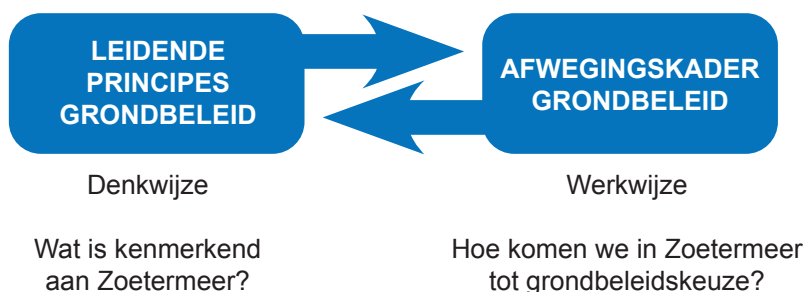 LEIDENDE
PRINCIPES
GRONDBELEID
Denkwijze
Wat is kenmerkend
aan Zoetermeer?
AFWEGINGSKADER
GRONDBELEID
Werkwijze
Hoe komen we in Zoetermeer
tot grondbeleidskeuze?